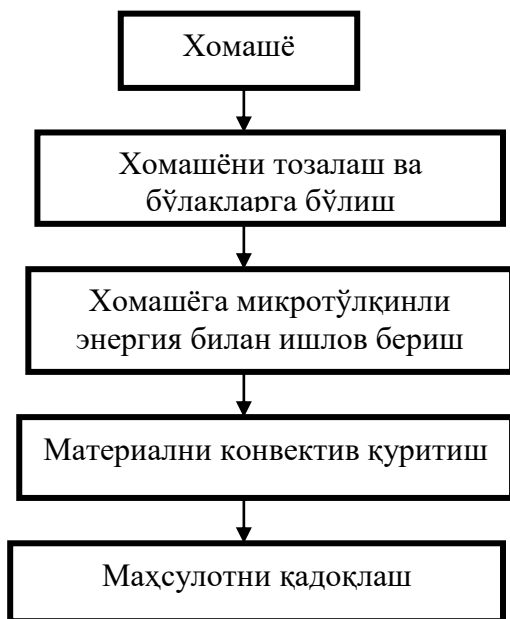 Хомашё
Хомашёни тозалаш ва
бўлакларга бўлиш
Хомашёга микротўлқинли
энергия билан ишлов бериш
Материални конвектив қуритиш
Маҳсулотни қадоқлаш